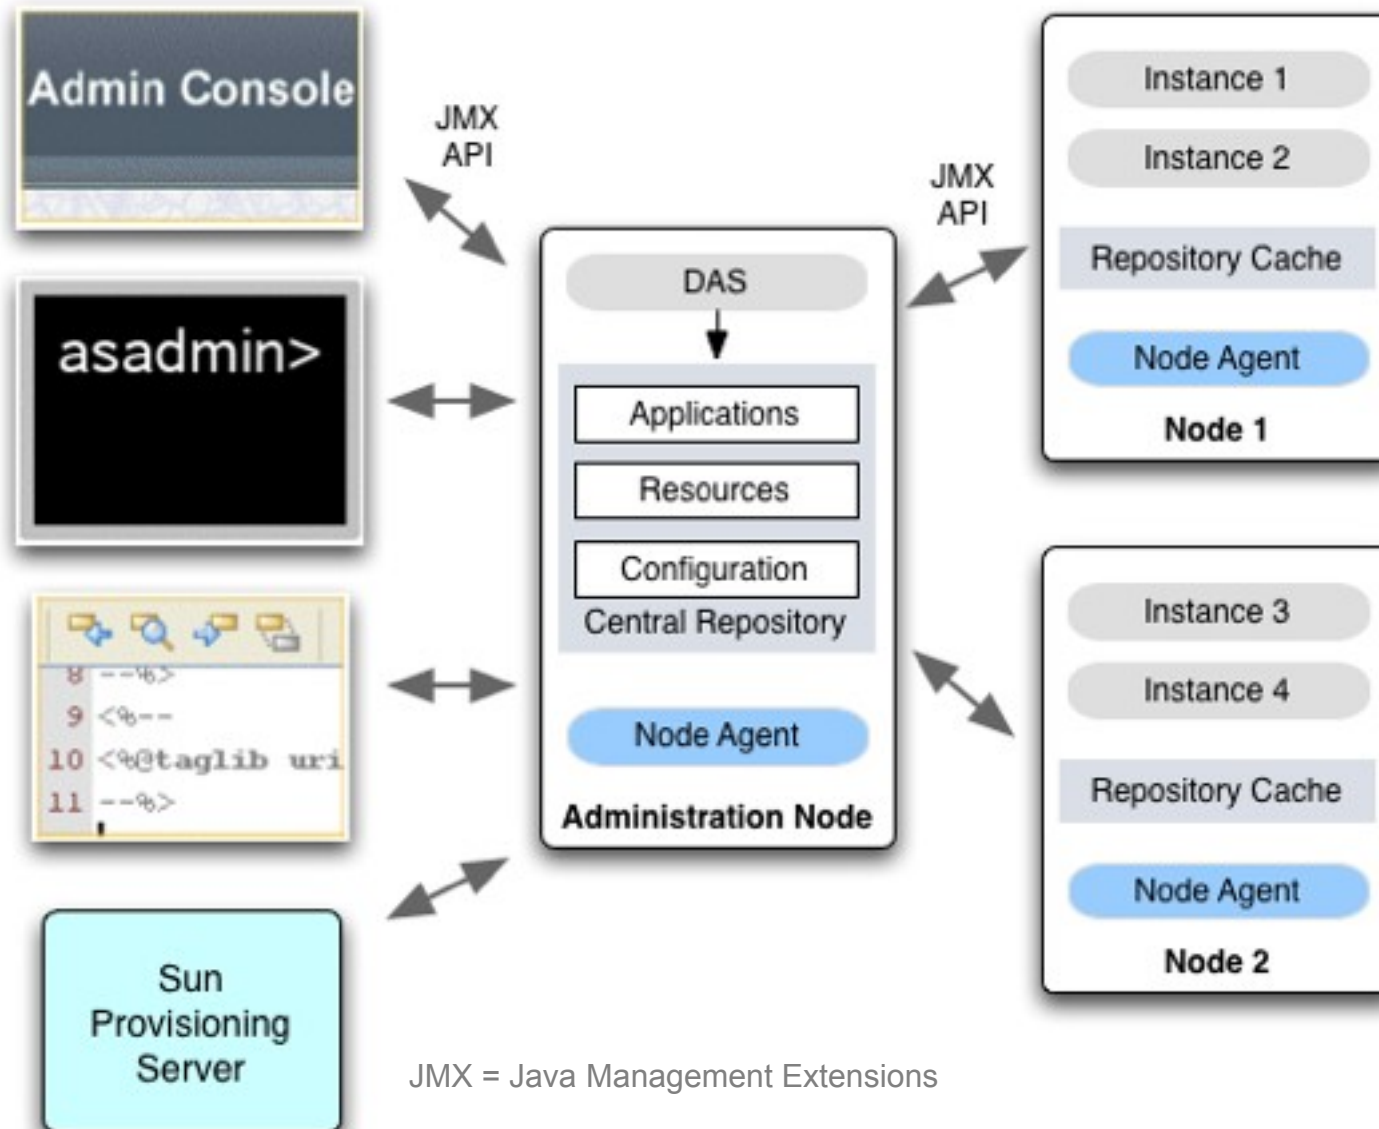 Admin Console
JMX
API
asadmin>
8 --%>
9 <%--
10 <%@taglib uri
11 --%>
Sun
Provisioning
Server
DAS
Applications
Resources
Configuration
Central Repository
Node Agent
Administration Node
JMX
API
Instance 1
Instance 2
Repository Cache
Node Agent
Node 1
Instance 3
Instance 4
Repository Cache
Node Agent
Node 2
JMX = Java Management Extensions